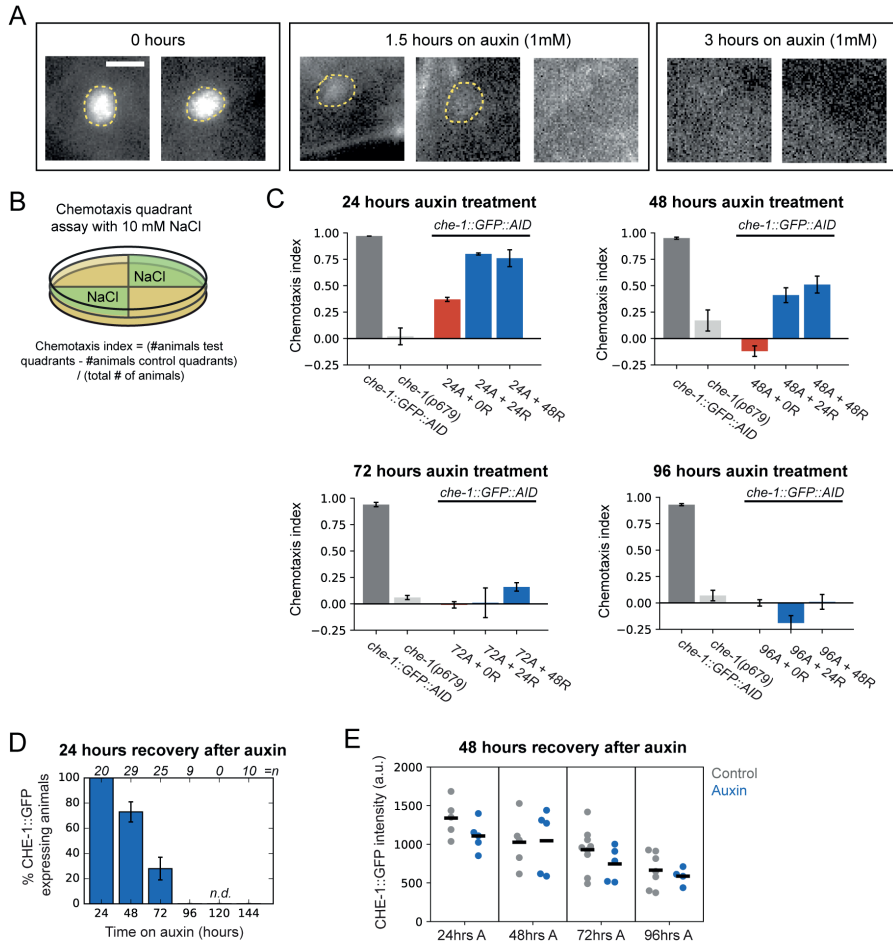 A
0 hours
1.5 hours on auxin (1mM)
3 hours on auxin (1mM)
B
Chemotaxis quadrant
assay with 10 mM NaCl
NaCl
NaCl
Chemotaxis index = (#animals test
quadrants - #animals control quadrants)
/ (total # of animals)
C
24 hours auxin treatment
che-1::GFP::AID
Chemotaxis index
1.00
0.75
0.50
0.25
0.00
−0.25
che-1::GFP::AID
che-1(p679)
24A + 0R
24A + 24R
24A + 48R
48 hours auxin treatment
che-1::GFP::AID
Chemotaxis index
1.00
0.75
0.50
0.25
0.00
−0.25
che-1::GFP::AID
che-1(p679)
48A + 0R
48A + 24R
48A + 48R
72 hours auxin treatment
che-1::GFP::AID
Chemotaxis index
1.00
0.75
0.50
0.25
0.00
−0.25
che-1::GFP::AID
che-1(p679)
72A + 0R
72A + 24R
72A + 48R
96 hours auxin treatment
che-1::GFP::AID
Chemotaxis index
1.00
0.75
0.50
0.25
0.00
−0.25
che-1::GFP::AID
che-1(p679)
96A + 0R
96A + 24R
96A + 48R
D
24 hours recovery after auxin
20 29 25 9 0 10 =n
% CHE-1::GFP
expressing animals
100
80
60
40
20
0
n.d.
24 48 72 96 120 144
Time on auxin (hours)
E
48 hours recovery after auxin
Control
Auxin
CHE-1::GFP intensity (a.u.)
2000
1500
1000
500
0
24hrs A 48hrs A 72hrs A 96hrs A